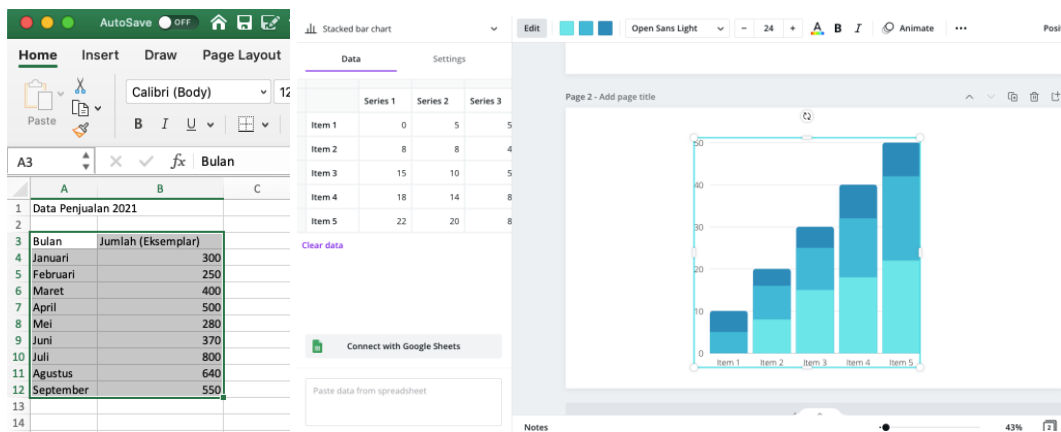 AutoSave OFF
Home Insert Draw Page Layout
Paste
Calibri (Body) 12
B I U
A3 fx Bulan
A B C
1 Data Penjualan 2021
2
3 Bulan Jumlah (Eksemplar)
4 Januari 300
5 Februari 250
6 Maret 400
7 April 500
8 Mei 280
9 Juni 370
10 Juli 800
11 Agustus 640
12 September 550
13
14
Stacked bar chart
Data Settings
Series 1 Series 2 Series 3
Item 1 0 5 5
Item 2 8 8 4
Item 3 15 10 5
Item 4 18 14 8
Item 5 22 20 8
Clear data
Connect with Google Sheets
Paste data from spreadsheet
Edit Open Sans Light - 24 + A B I Animate ... Posi
Page 2 - Add page title
50
40
30
20
10
0
Item 1 Item 2 Item 3 Item 4 Item 5
Notes 43% 2